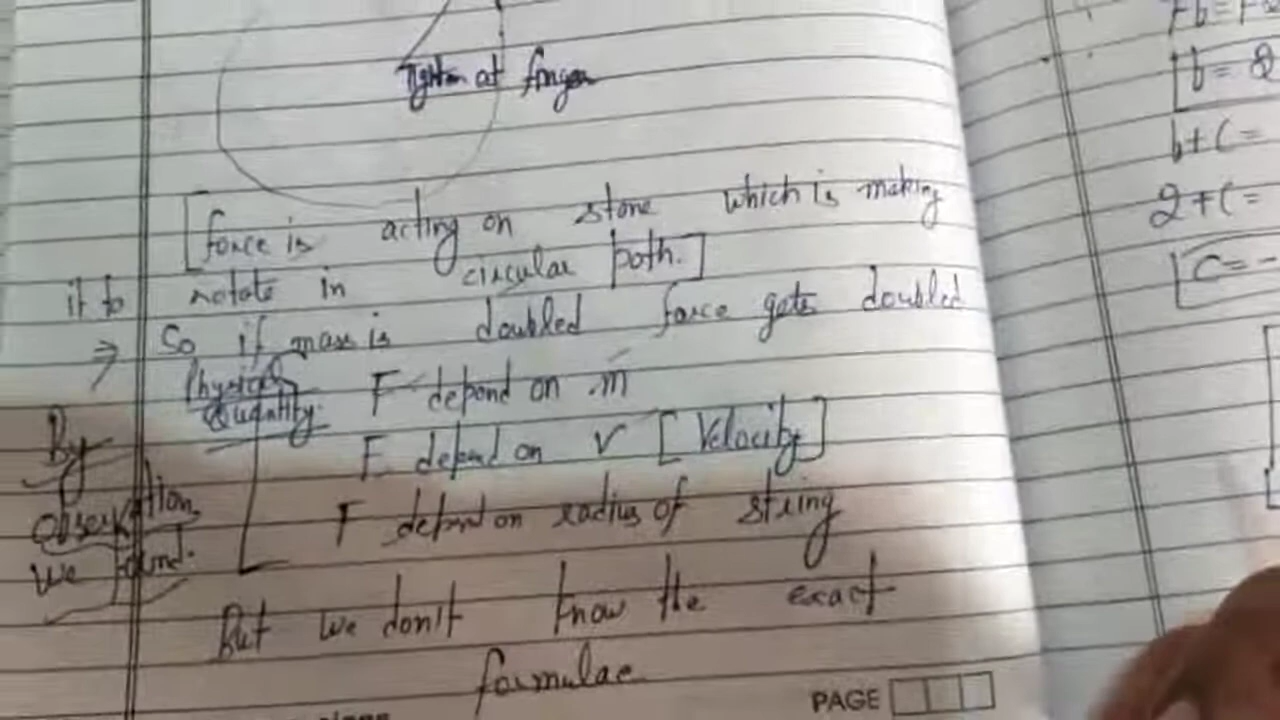 at finger
[force is acting on stone which is making
it to rotate in circular path.]
⇒ So if mass is doubled force gets doubled
Physical Quantity. F depend on m
By Observation We found. F depend on v [Velocity]
F depend on radius of string
But we don't know the exact
formulae
PAGE
b = 2
b + C =
2 + C =
C = -